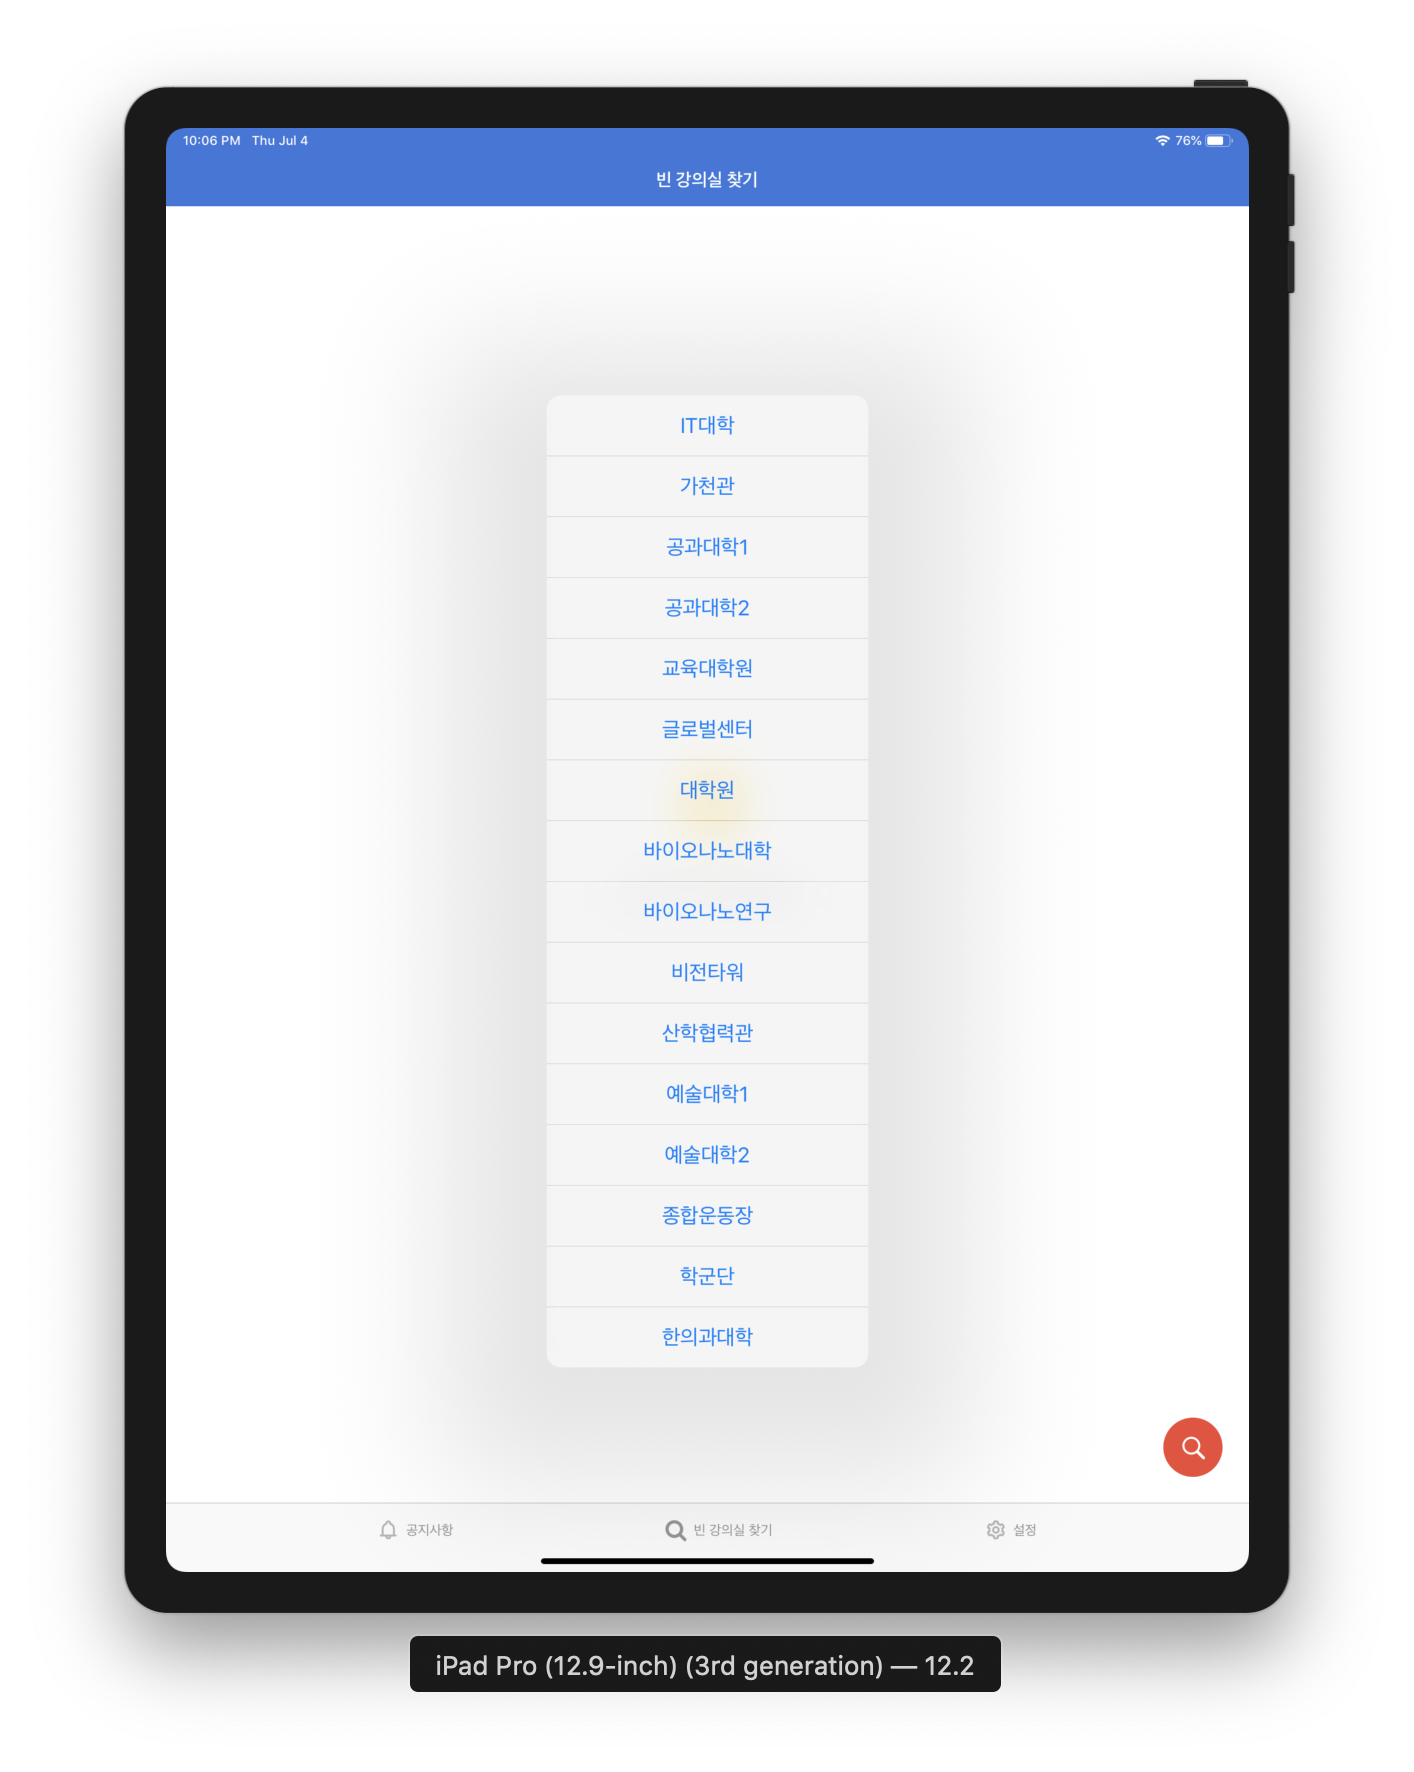 10:06 PM Thu Jul 4 76%
빈 강의실 찾기
IT대학
가천관
공과대학1
공과대학2
교육대학원
글로벌센터
대학원
바이오나노대학
바이오나노연구
비전타워
산학협력관
예술대학1
예술대학2
종합운동장
학군단
한의과대학
공지사항 빈 강의실 찾기 설정
iPad Pro (12.9-inch) (3rd generation) — 12.2